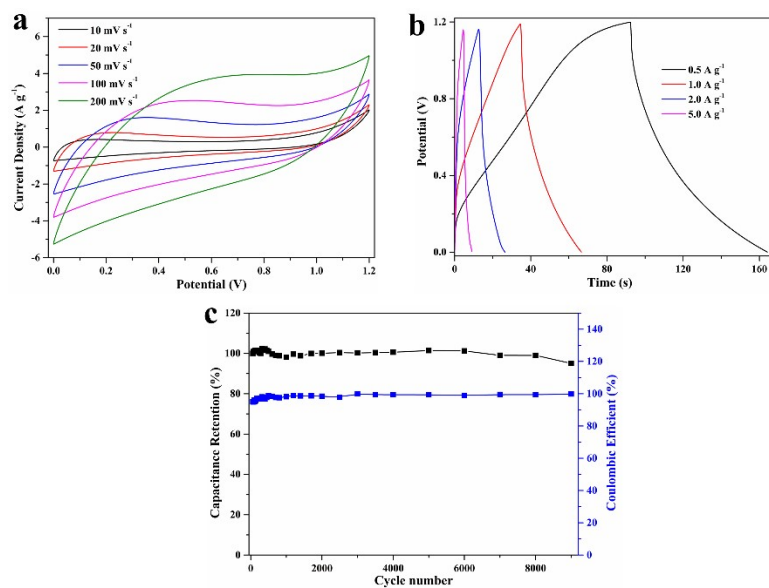 a
10 mV s⁻¹
20 mV s⁻¹
50 mV s⁻¹
100 mV s⁻¹
200 mV s⁻¹
Current Density (A g⁻¹)
6
4
2
0
-2
-4
-6
0.0 0.2 0.4 0.6 0.8 1.0 1.2
Potential (V)
b
0.5 A g⁻¹
1.0 A g⁻¹
2.0 A g⁻¹
5.0 A g⁻¹
Potential (V)
1.2
0.8
0.4
0.0
0 40 80 120 160
Time (s)
c
Capacitance Retention (%)
120
100
80
60
40
20
0
0 2000 4000 6000 8000
Cycle number
140
120
100
80
60
40
20
0
Coulombic Efficient (%)